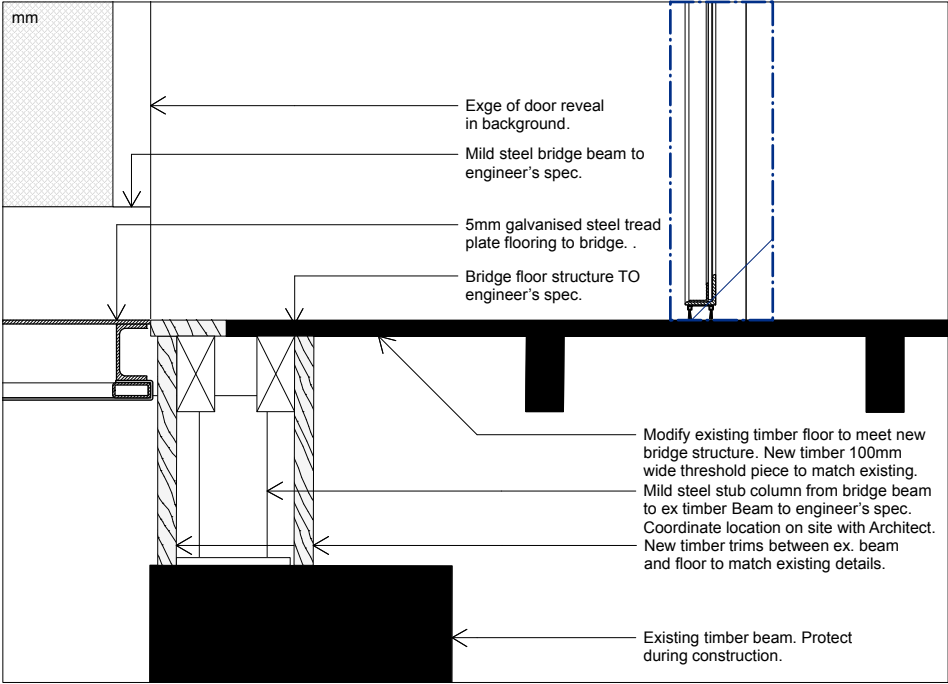 mm
Exge of door reveal
in background.
Mild steel bridge beam to
engineer’s spec.
5mm galvanised steel tread
plate flooring to bridge. .
Bridge floor structure TO
engineer’s spec.
Modify existing timber floor to meet new
bridge structure. New timber 100mm
wide threshold piece to match existing.
Mild steel stub column from bridge beam
to ex timber Beam to engineer’s spec.
Coordinate location on site with Architect.
New timber trims between ex. beam
and floor to match existing details.
Existing timber beam. Protect
during construction.